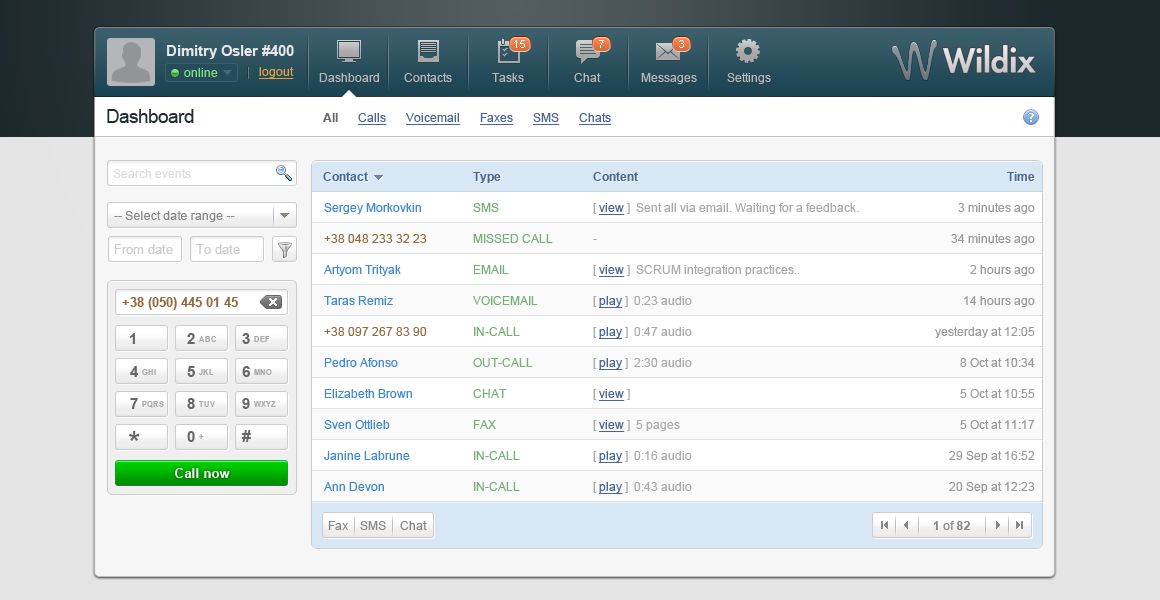 Dimitry Osler #400
online | logout
Dashboard
Contacts
15
Tasks
7
Chat
3
Messages
Settings
Wildix
Dashboard
All Calls Voicemail Faxes SMS Chats ?
Search events
-- Select date range --
From date To date
+38 (050) 445 01 45
1 2 ABC 3 DEF
4 GHI 5 JKL 6 MNO
7 PQRS 8 TUV 9 WXYZ
* 0 + #
Call now
Contact Type Content Time
Sergey Morkovkin SMS [ view ] Sent all via email. Waiting for a feedback. 3 minutes ago
+38 048 233 32 23 MISSED CALL - 34 minutes ago
Artyom Trityak EMAIL [ view ] SCRUM integration practices.. 2 hours ago
Taras Remiz VOICEMAIL [ play ] 0:23 audio 14 hours ago
+38 097 267 83 90 IN-CALL [ play ] 0:47 audio yesterday at 12:05
Pedro Afonso OUT-CALL [ play ] 2:30 audio 8 Oct at 10:34
Elizabeth Brown CHAT [ view ] 5 Oct at 10:55
Sven Ottlieb FAX [ view ] 5 pages 5 Oct at 11:17
Janine Labrune IN-CALL [ play ] 0:16 audio 29 Sep at 16:52
Ann Devon IN-CALL [ play ] 0:43 audio 20 Sep at 12:23
Fax SMS Chat 1 of 82